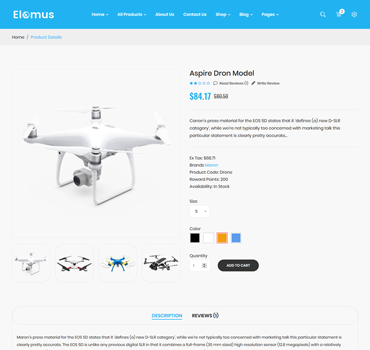 Elomus
Home All Products About Us Contact Us Shop Blog Pages
2
Home / Product Details
Aspire Dron Model
Read Reviews (1) Write Review
$84.17 $80.50
Canon's press material for the EOS 5D states that it 'defines (a) new D-SLR
category', while we're not typically too concerned with marketing talk this
particular statement is clearly pretty accurate...
Ex Tax: $66.71
Brands
Product Code: Drone
Reward Points: 200
Availability: In Stock
Size
S
Color
Quantity
1 ADD TO CART
DESCRIPTION REVIEWS (1)
Canon's press material for the EOS 5D states that it 'defines (a) new D-SLR category', while we're not typically too concerned with marketing talk this particular statement is
clearly pretty accurate. The EOS 5D is unlike any previous digital SLR in that it combines a full-frame (35 mm sized) high resolution sensor (12.8 megapixels) with a relatively